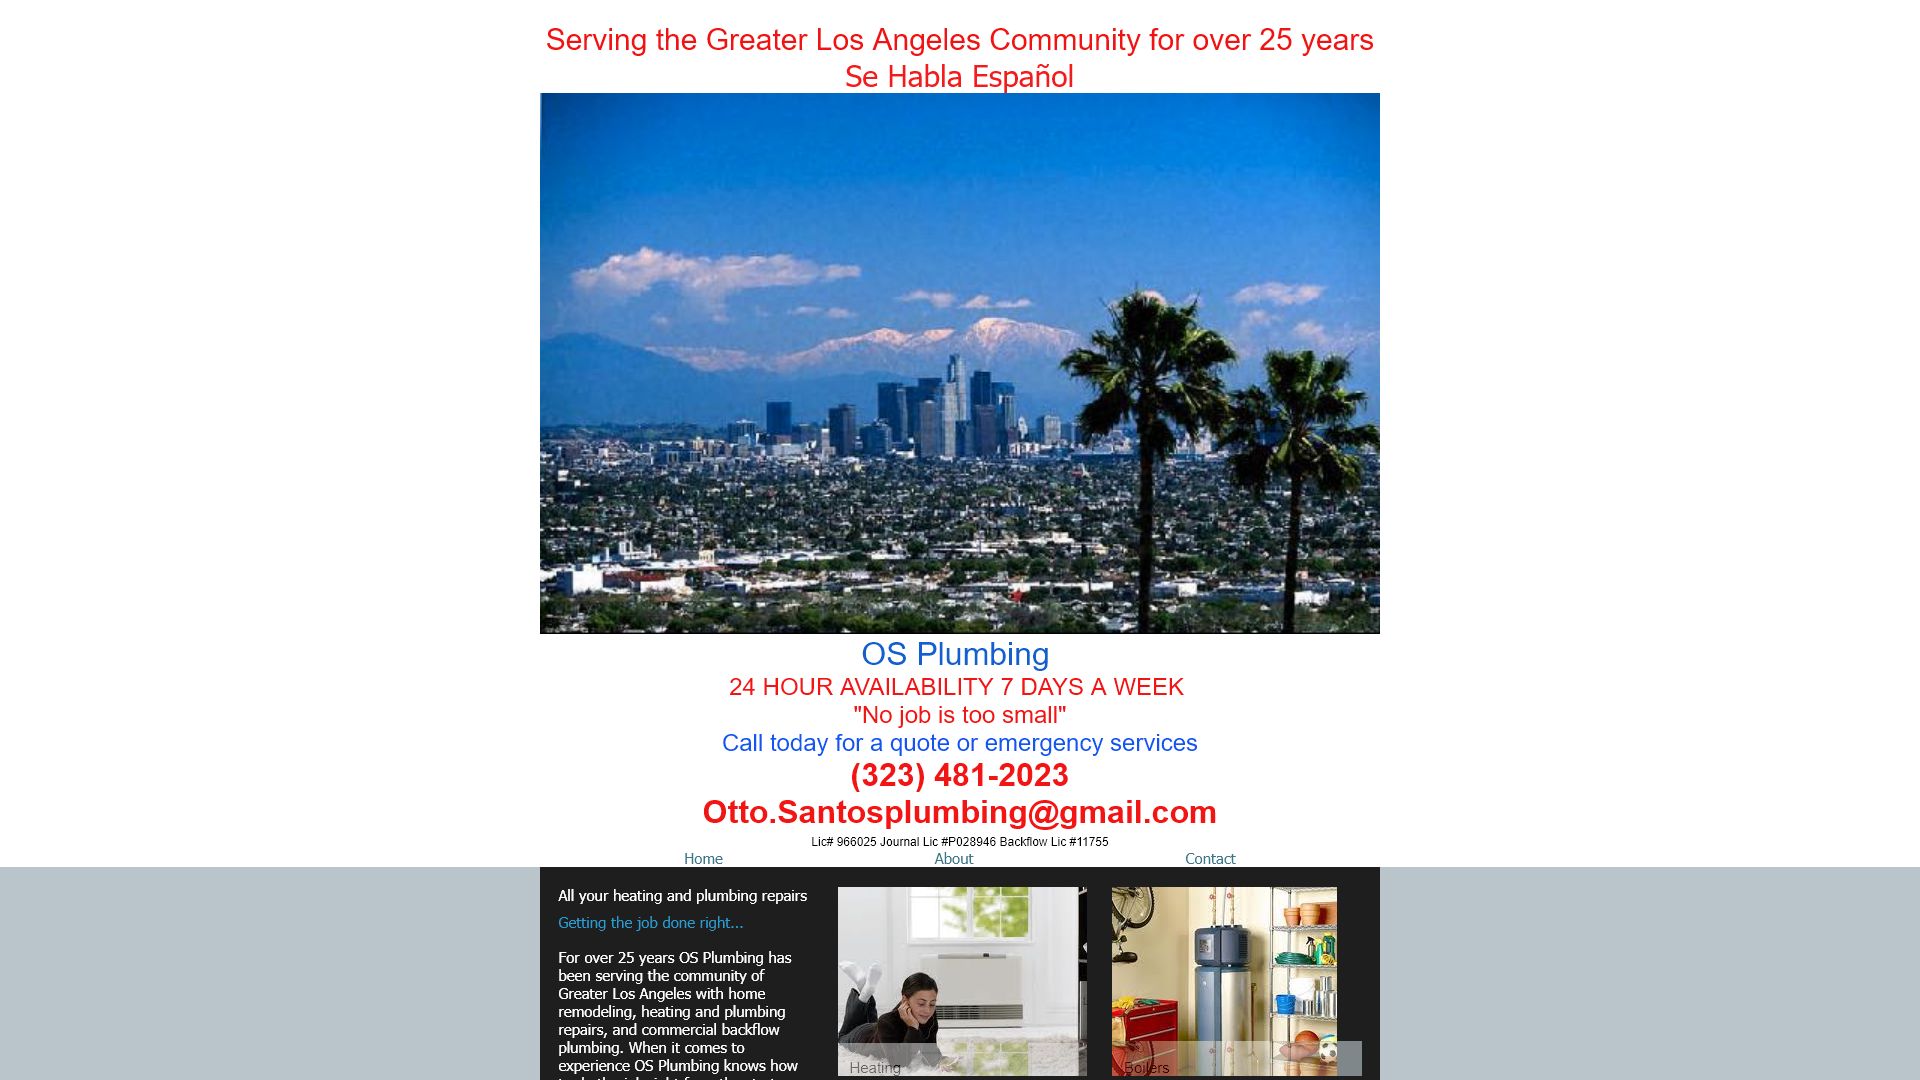 Serving the Greater Los Angeles Community for over 25 years
Se Habla Español
OS Plumbing
24 HOUR AVAILABILITY 7 DAYS A WEEK
"No job is too small"
Call today for a quote or emergency services
(323) 481-2023
Otto.Santosplumbing@gmail.com
Lic# 966025 Journal Lic #P028946 Backflow Lic #11755
Home About Contact
All your heating and plumbing repairs
Getting the job done right...
For over 25 years OS Plumbing has
been serving the community of
Greater Los Angeles with home
remodeling, heating and plumbing
repairs, and commercial backflow
plumbing. When it comes to
experience OS Plumbing knows how
Heating
Boilers